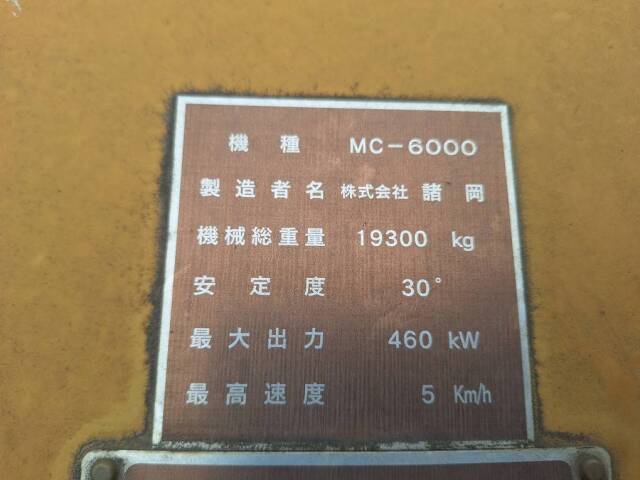 機種 MC-6000
製造者名 株式会社 諸岡
機械総重量 19300 kg
安定度 30°
最大出力 460 kW
最高速度 5 Km/h